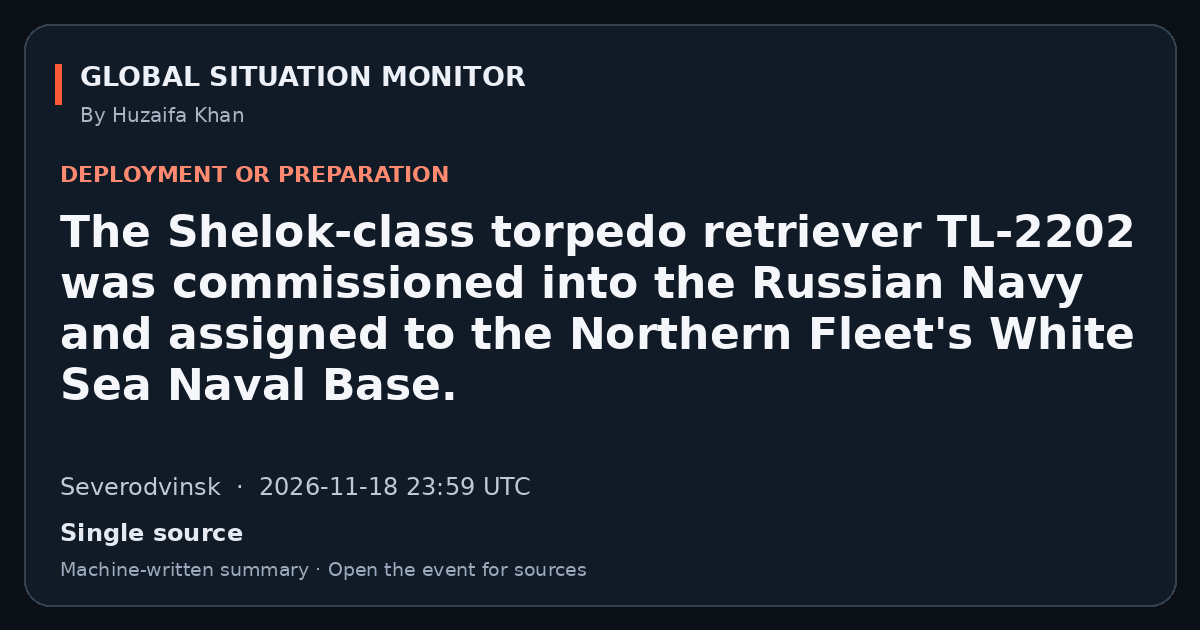 GLOBAL SITUATION MONITOR
By Huzaifa Khan
DEPLOYMENT OR PREPARATION
The Shelok-class torpedo retriever TL-2202
was commissioned into the Russian Navy
and assigned to the Northern Fleet's White
Sea Naval Base.
Severodvinsk · 2026-11-18 23:59 UTC
Single source
Machine-written summary · Open the event for sources